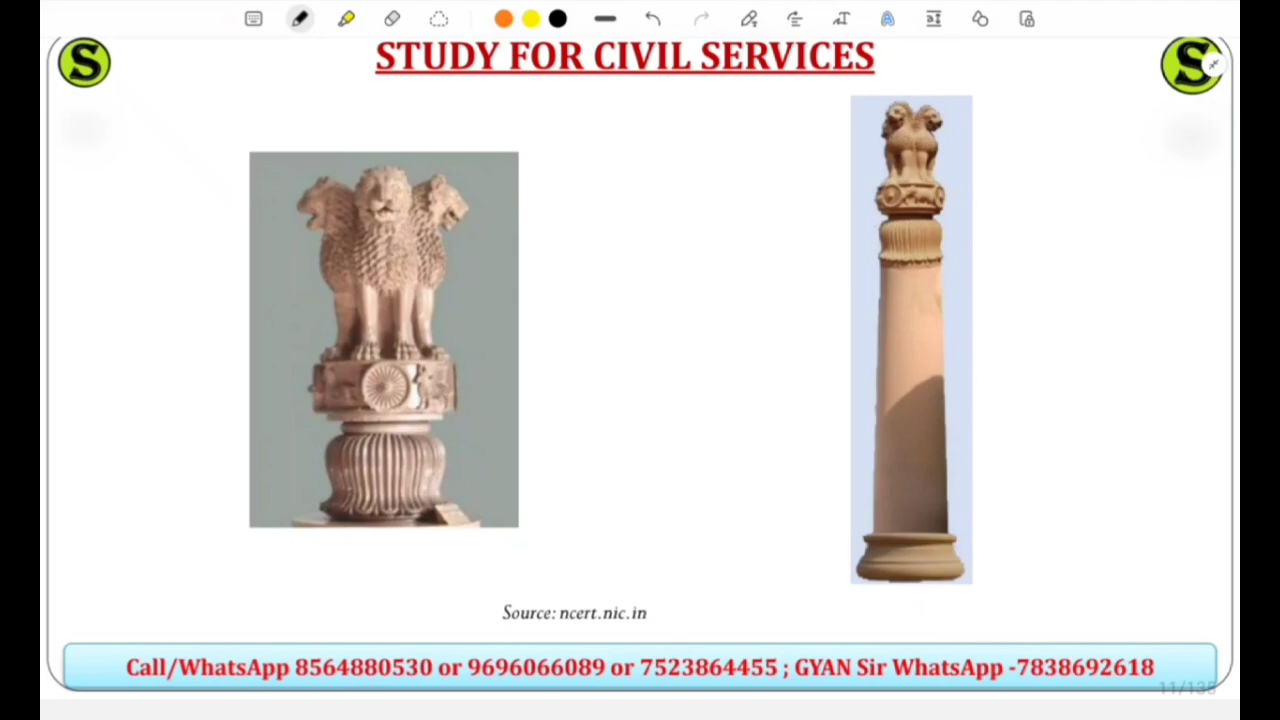 STUDY FOR CIVIL SERVICES
S
S
Source: ncert.nic.in
Call/WhatsApp 8564880530 or 9696066089 or 7523864455 ; GYAN Sir WhatsApp -7838692618